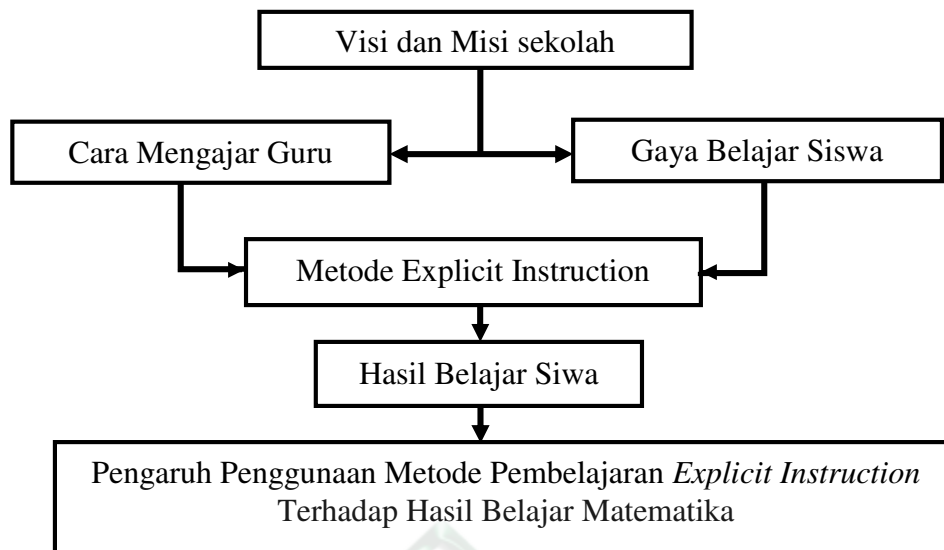 Visi dan Misi sekolah
Cara Mengajar Guru
Gaya Belajar Siswa
Metode Explicit Instruction
Hasil Belajar Siwa
Pengaruh Penggunaan Metode Pembelajaran Explicit Instruction
Terhadap Hasil Belajar Matematika